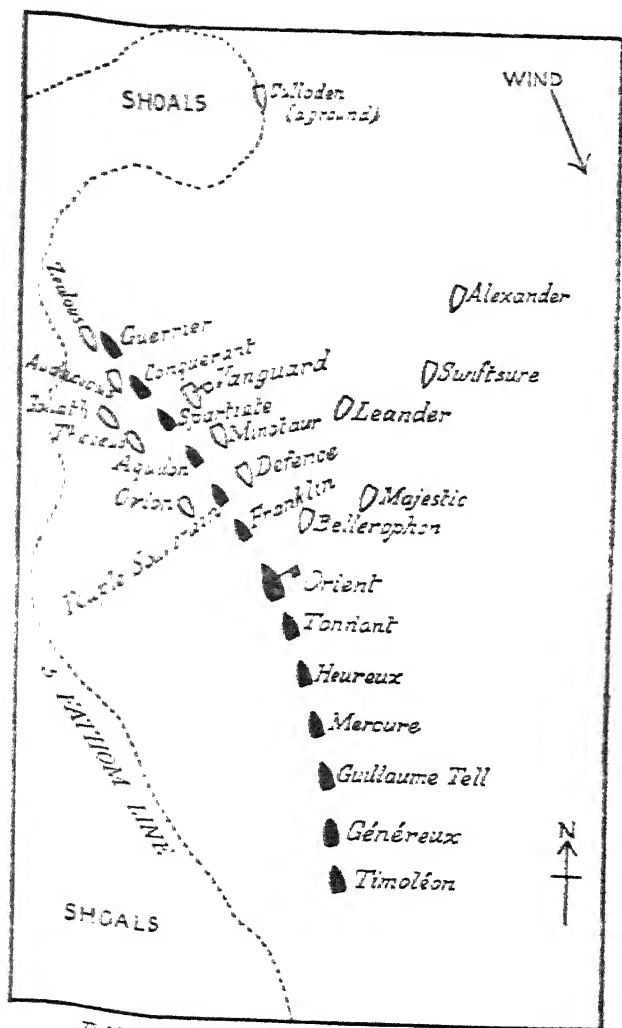 SHOALS
Culloden
(aground)
WIND
Alexander
Zealous
Guerrier
Conquerant
Vanguard
Swiftsure
Audacious
Spartiate
Leander
Goliath
Minotaur
Theseus
Aquilon
Defence
Majestic
Orion
Franklin
Bellerophon
Peuple Souverain
Orient
Tonnant
Heureux
5 FATHOM LINE
Mercure
Guillaume Tell
N
Généreux
Timoléon
SHOALS